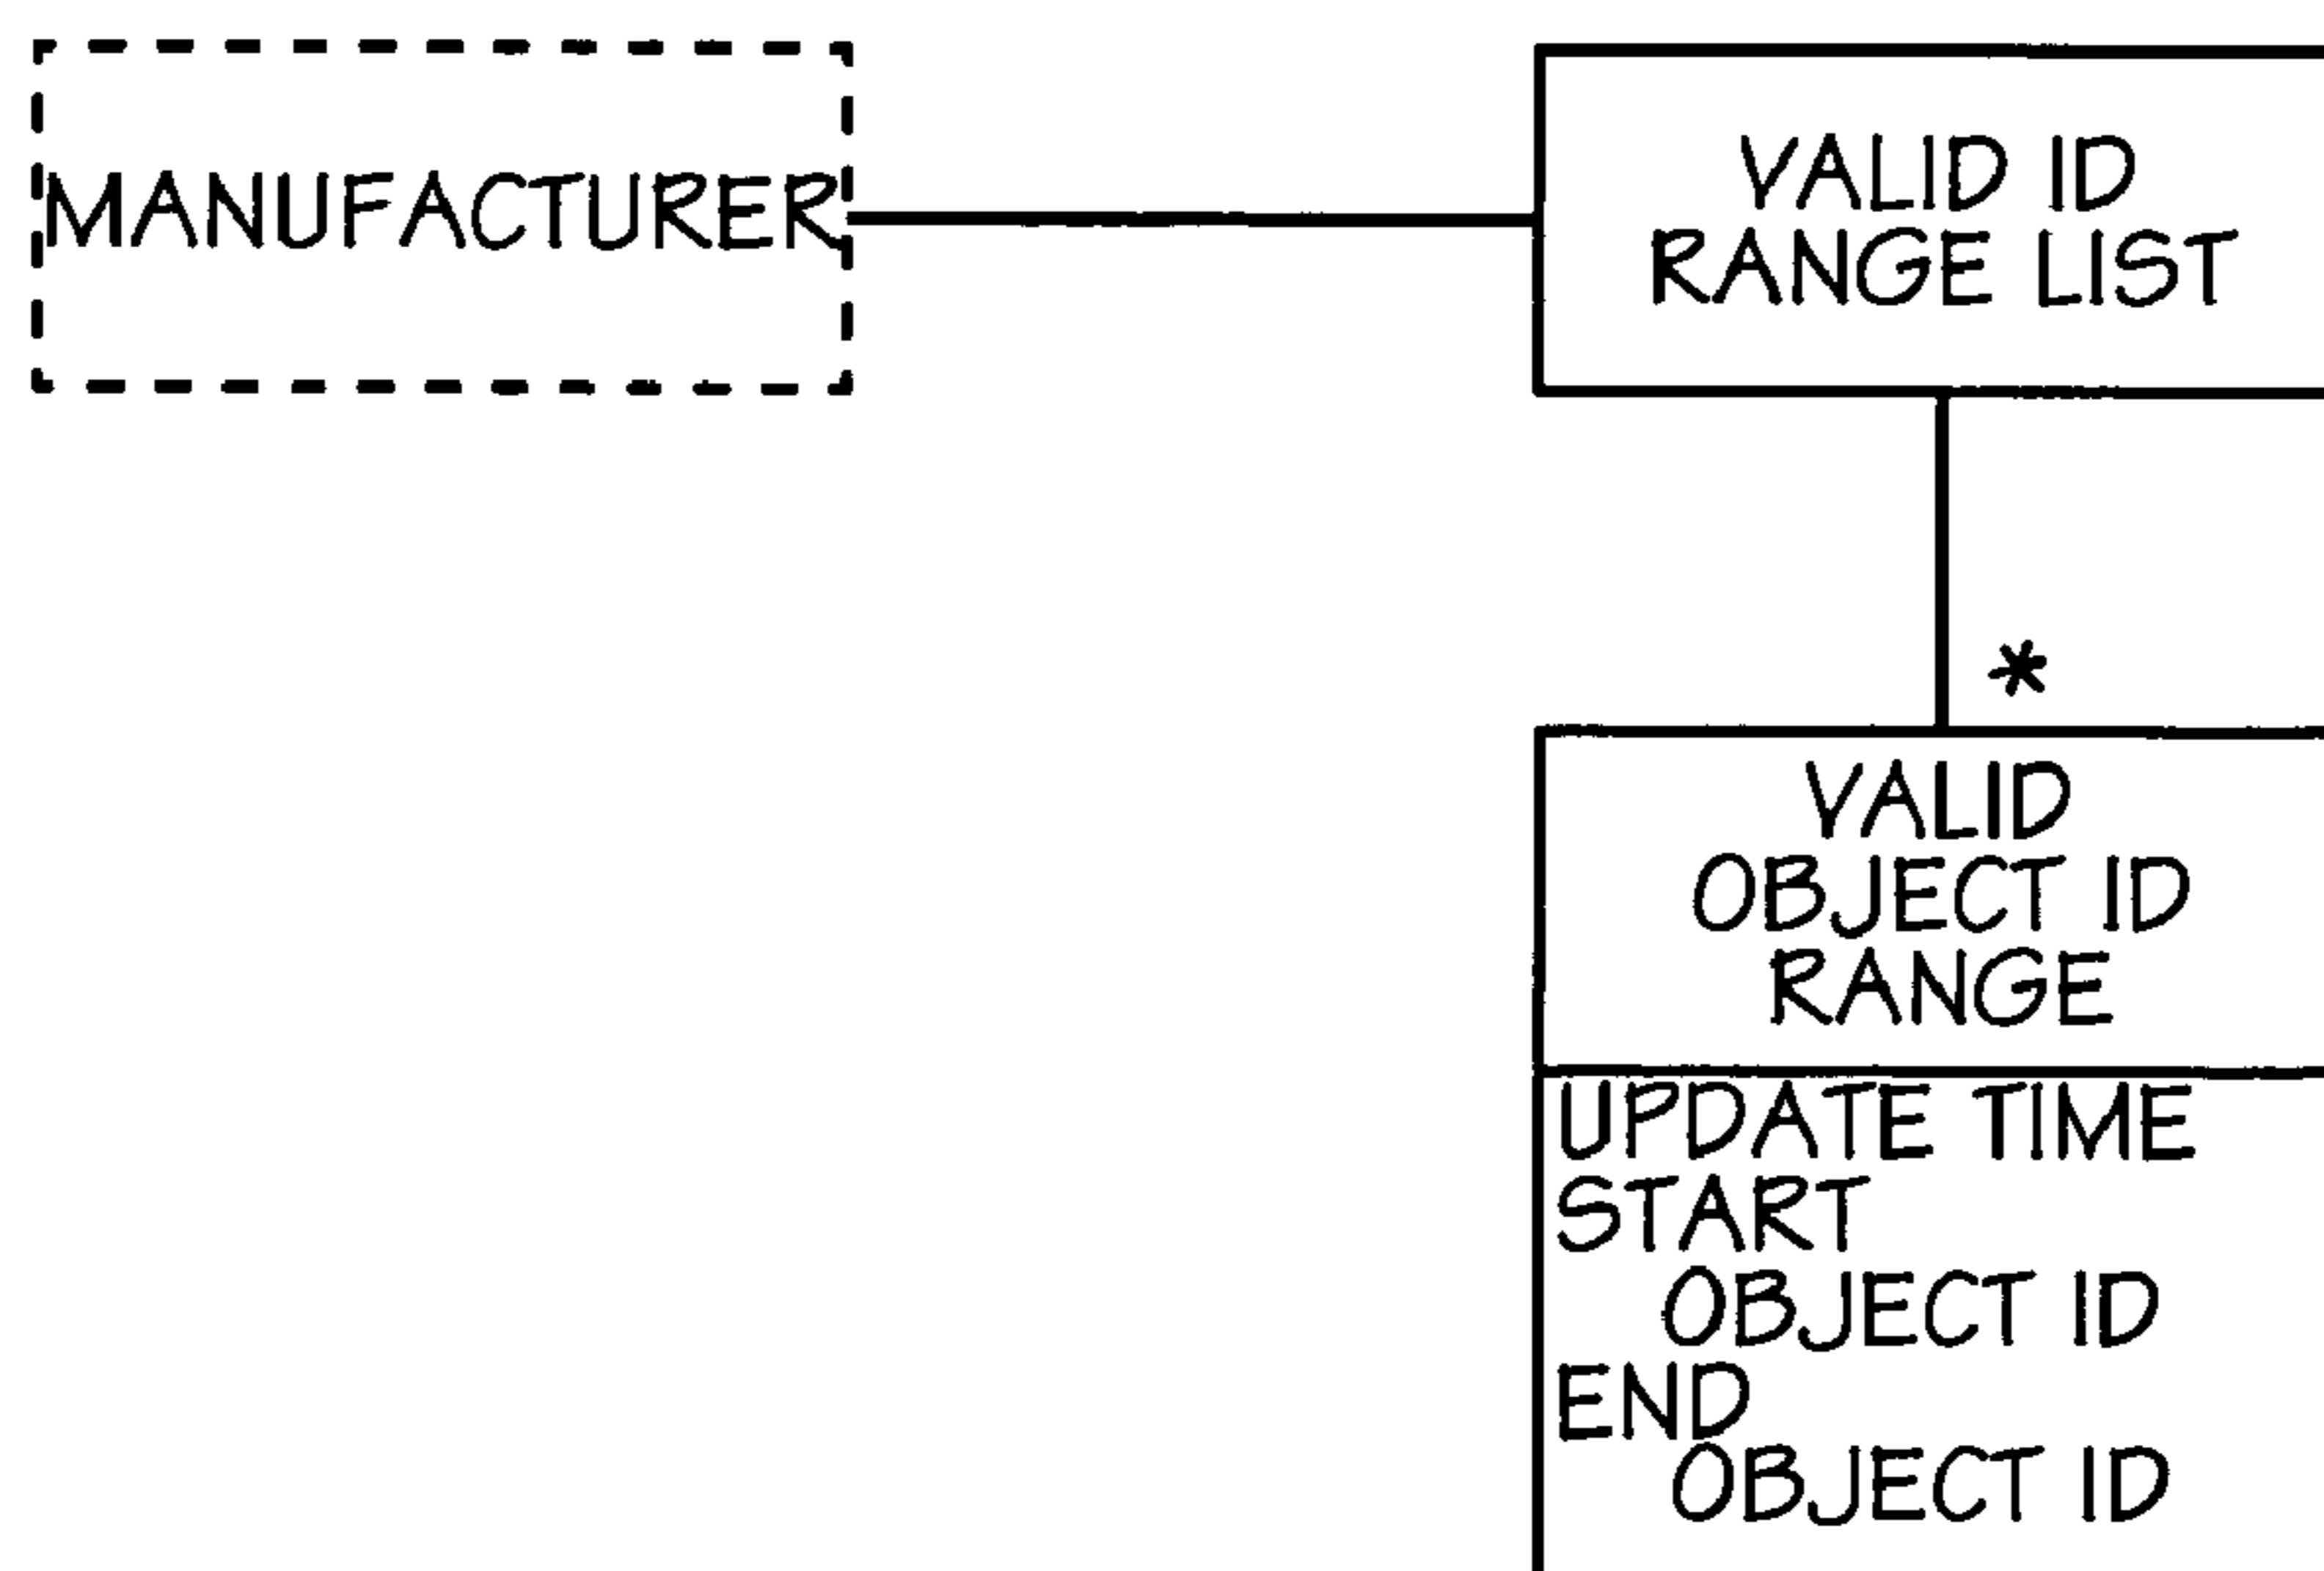 MANUFACTURER
VALID ID
RANGE LIST
*
VALID
OBJECT ID
RANGE
UPDATE TIME
START
OBJECT ID
END
OBJECT ID